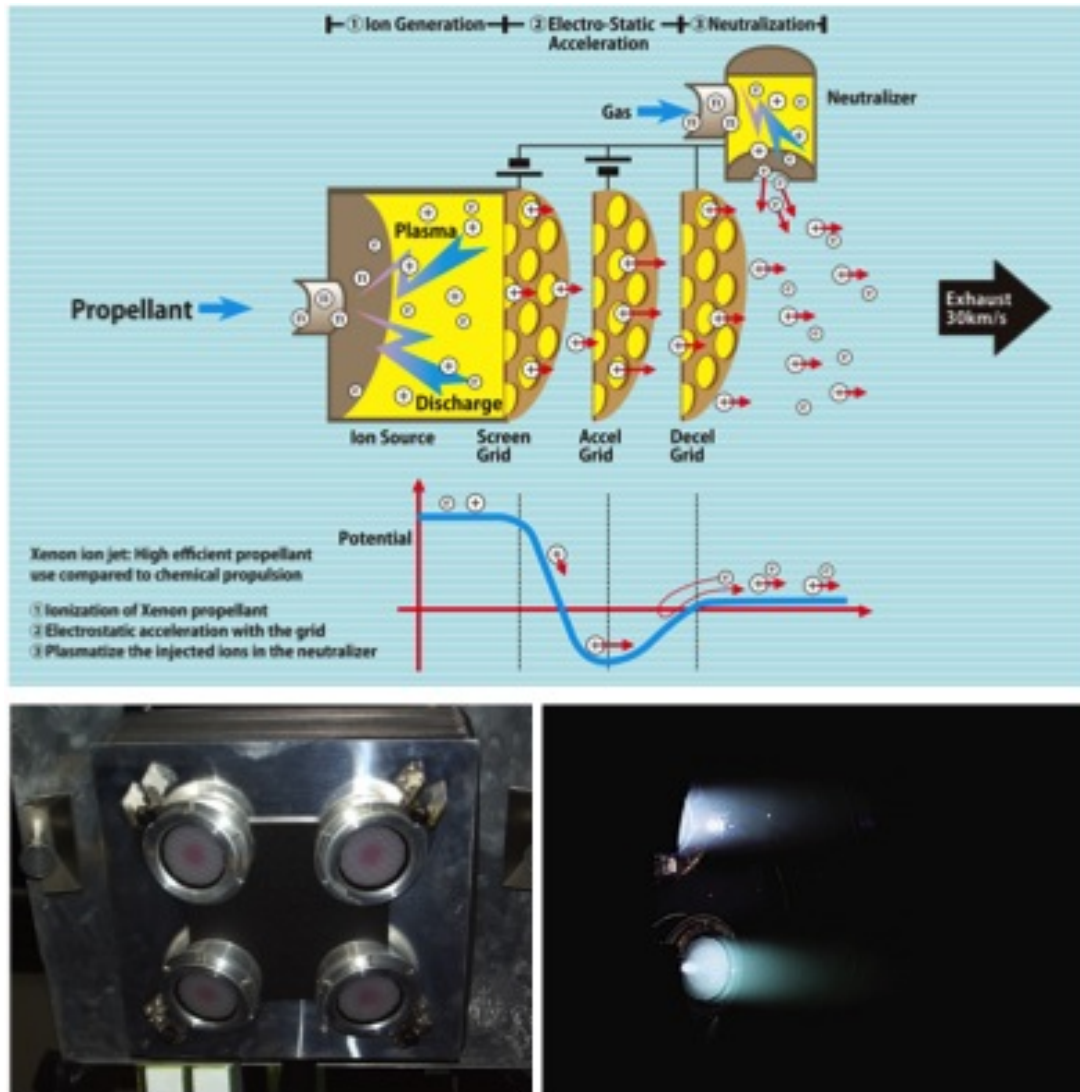 ①Ion Generation
②Electro-Static
Acceleration
③Neutralization
Neutralizer
Gas
Plasma
Propellant
Exhaust
30km/s
Discharge
Ion Source
Screen
Grid
Accel
Grid
Decel
Grid
Potential
Xenon ion jet: High efficient propellant
use compared to chemical propulsion
①Ionization of Xenon propellant
②Electrostatic acceleration with the grid
③Plasmatize the injected ions in the neutralizer